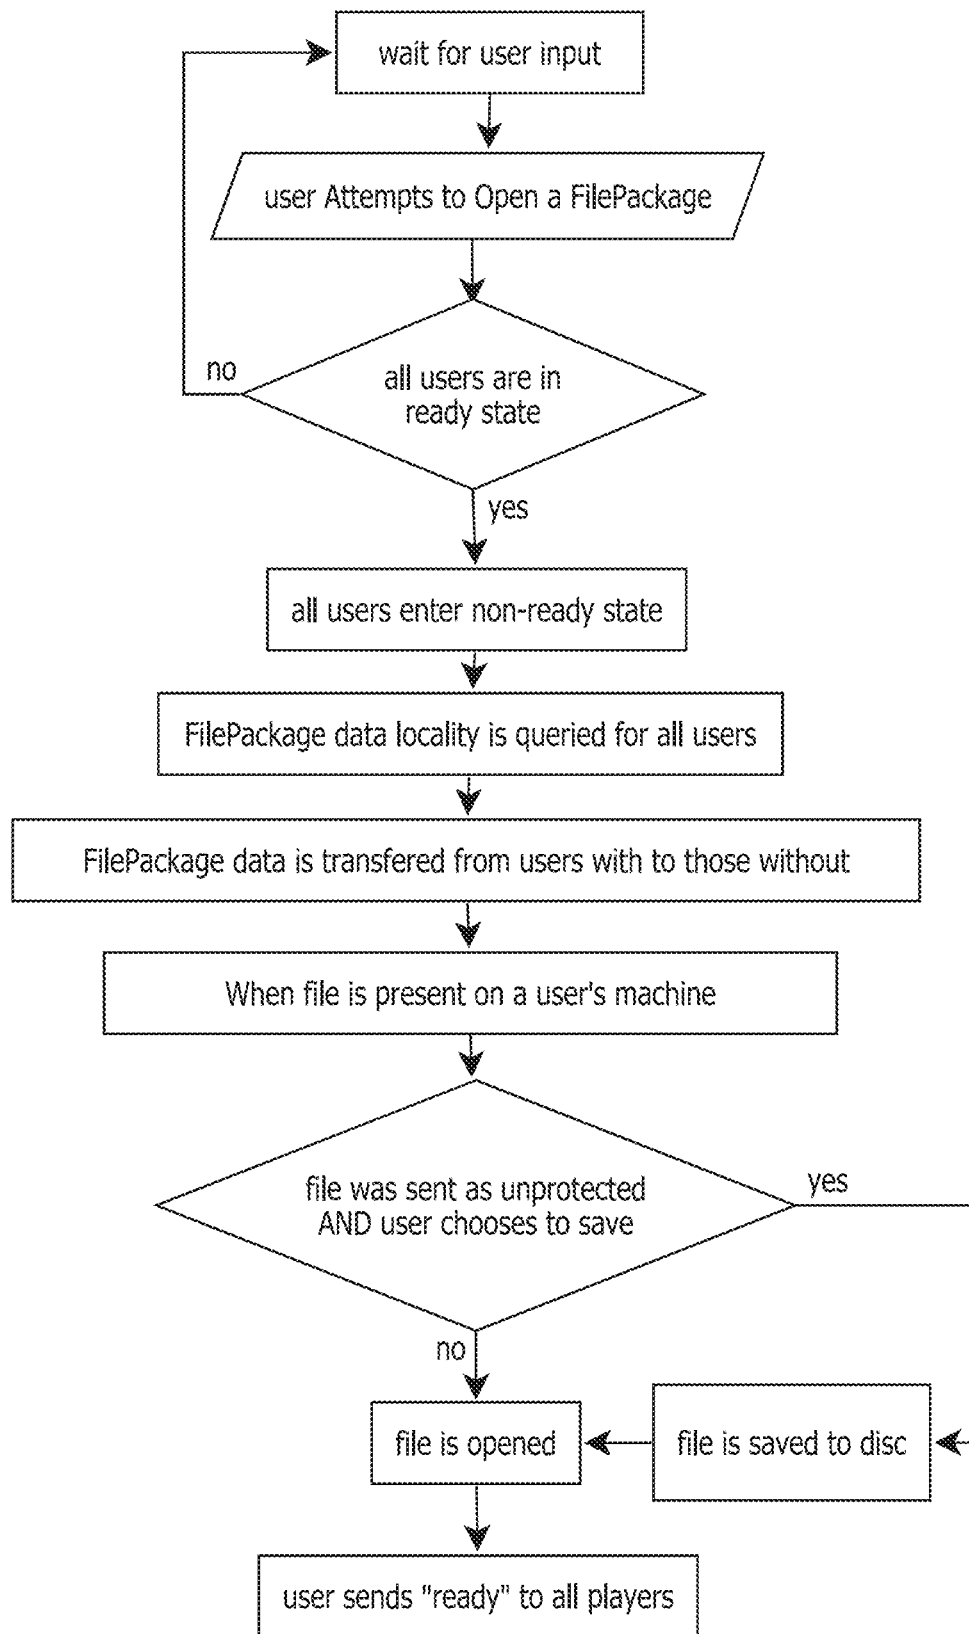 wait for user input
user Attempts to Open a FilePackage
no
all users are in
ready state
yes
all users enter non-ready state
FilePackage data locality is queried for all users
FilePackage data is transfered from users with to those without
When file is present on a user's machine
file was sent as unprotected
AND user chooses to save
yes
no
file is opened
file is saved to disc
user sends "ready" to all players